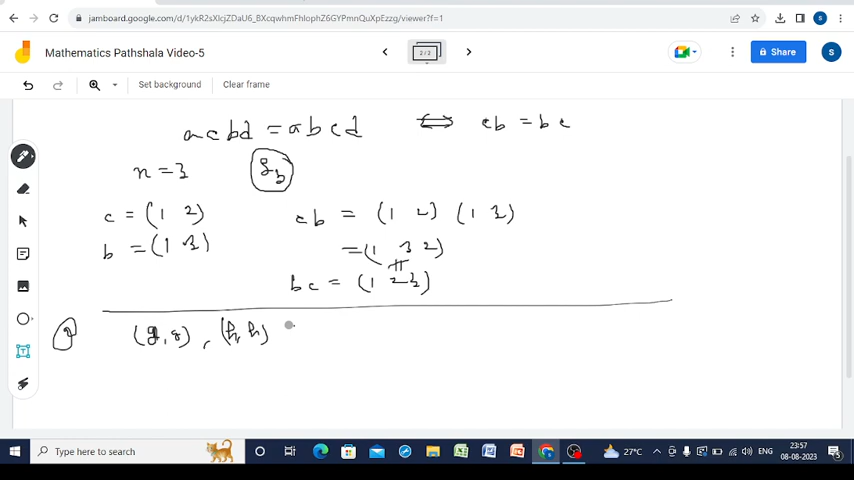 jamboard.google.com/d/1ykR2sXIcjZDaU6_BXcqwhmFhlophZ6GYPmnQuXpEzzg/viewer?f=1
Mathematics Pathshala Video-5
2/2
Share
S
Set background
Clear frame
acbd = abcd ⟺ cb = bc
n = 3
c = (1 2) cb = (1 2) (1 3)
b = (1 3) = (1 3 2)
bc = (1 2 3)
(g, g), (h, h)
Type here to search
27°C
ENG
23:57
08-08-2023